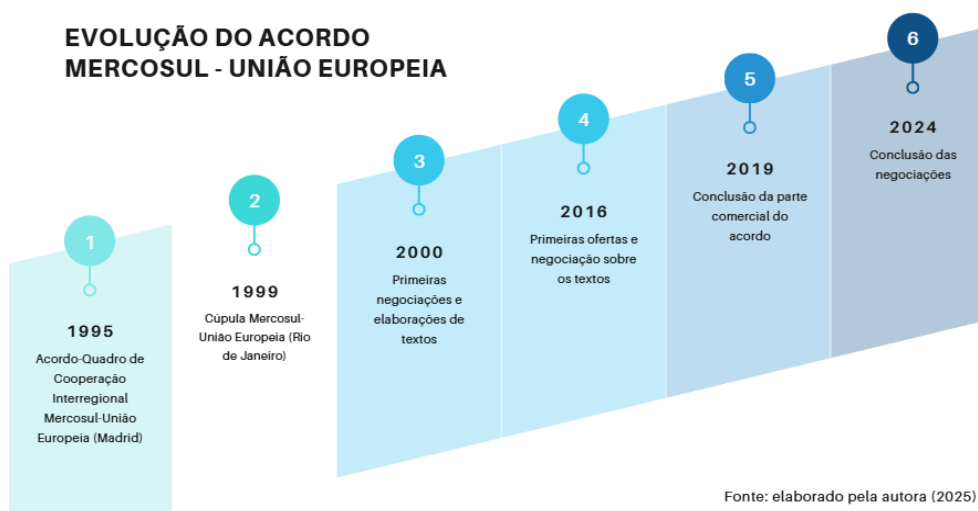 EVOLUÇÃO DO ACORDO
MERCOSUL - UNIÃO EUROPEIA
1
1995
Acordo-Quadro de
Cooperação
Interregional
Mercosul-União
Europeia (Madrid)
2
1999
Cúpula Mercosul-
União Europeia (Rio
de Janeiro)
3
2000
Primeiras
negociações e
elaborações de
textos
4
2016
Primeiras ofertas e
negociação sobre
os textos
5
2019
Conclusão da parte
comercial do
acordo
6
2024
Conclusão das
negociações
Fonte: elaborado pela autora (2025)